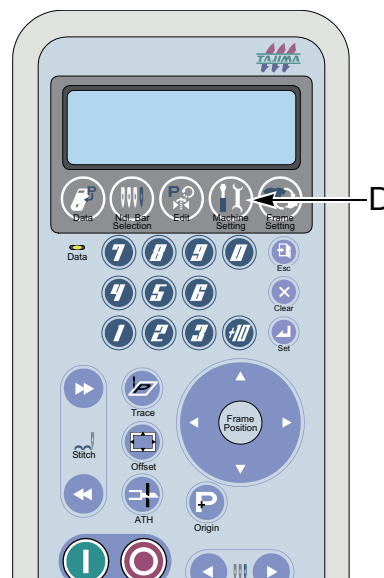 TAJIMA
P
P
Data
Ndl. Bar
Selection
Edit
Machine
Setting
Frame
Setting
D
Data
7
8
9
0
Esc
4
5
6
Clear
1
2
3
+10
Set
P
Trace
Frame
Position
Stitch
Offset
ATH
P
Origin